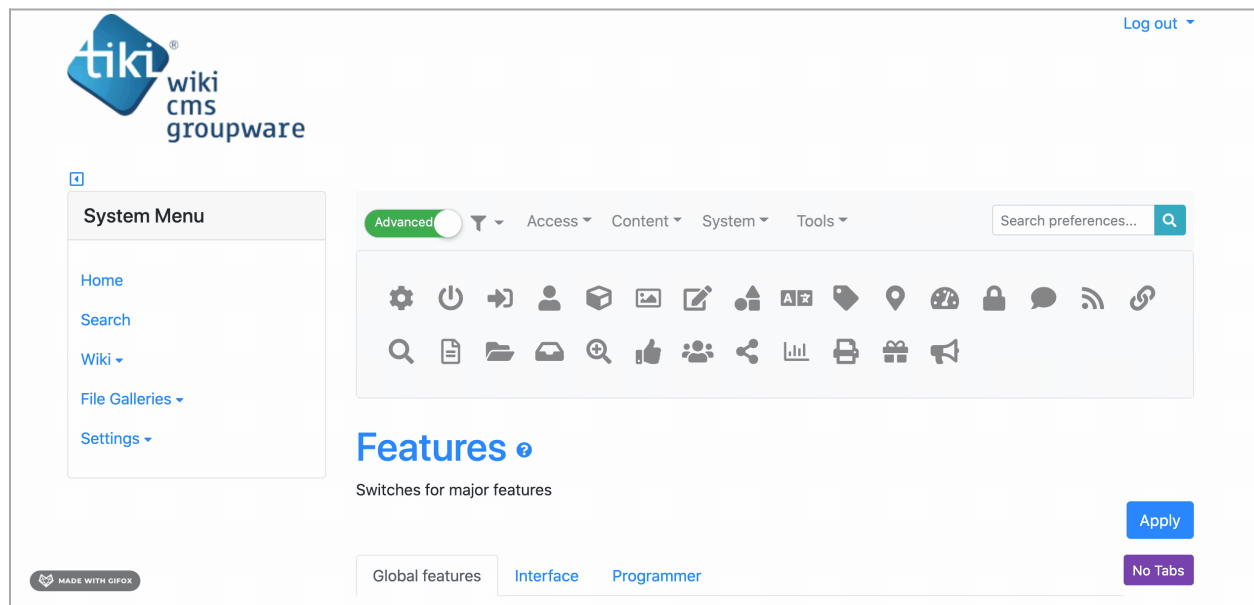 Log out
tiki®
wiki
cms
groupware
System Menu
Advanced
Access
Content
System
Tools
Search preferences...
Home
Search
Wiki
File Galleries
Settings
A
Features ?
Switches for major features
Apply
Global features
Interface
Programmer
No Tabs
MADE WITH GIFOX